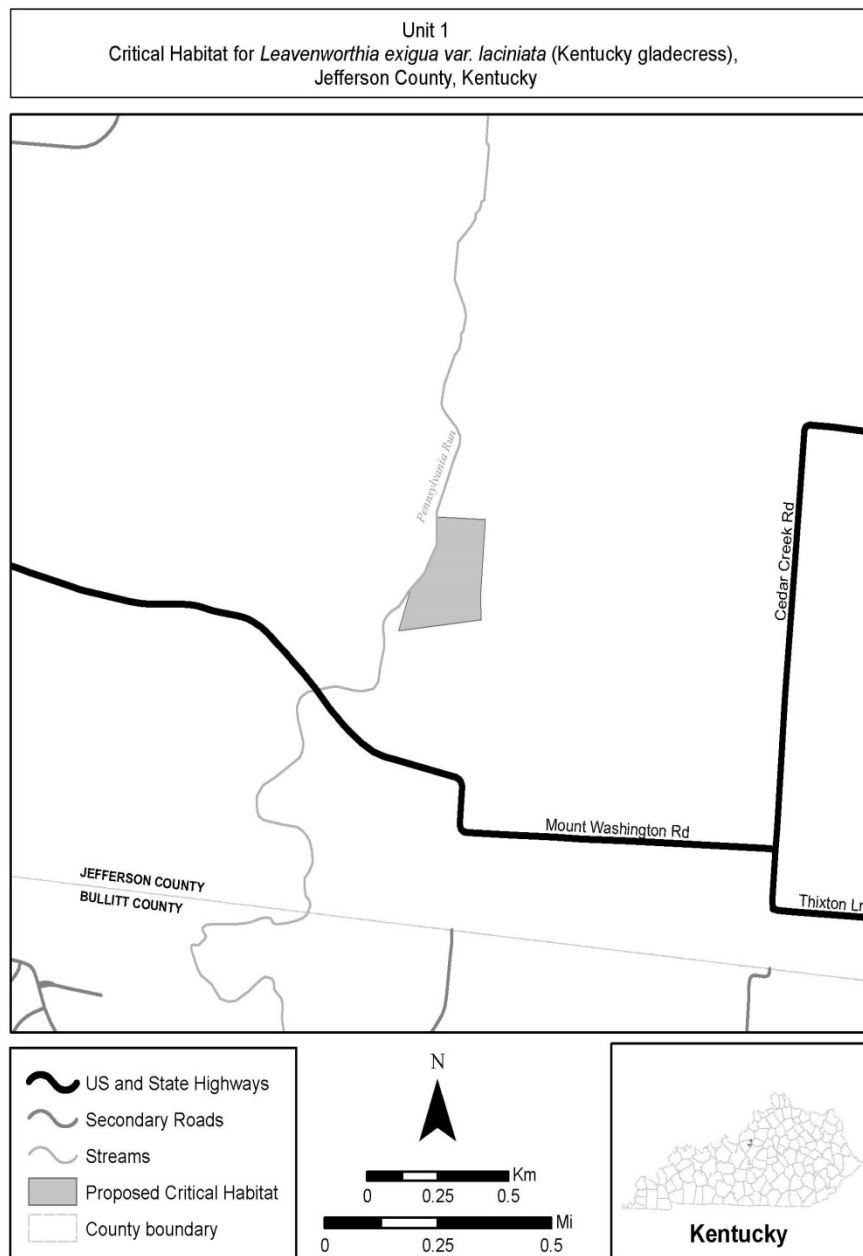 Unit 1
Critical Habitat for Leavenworthia exigua var. laciniata (Kentucky gladecress),
Jefferson County, Kentucky
Pennsylvania Run
Cedar Creek Rd
Mount Washington Rd
Thixton Ln
JEFFERSON COUNTY
BULLITT COUNTY
US and State Highways
Secondary Roads
Streams
Proposed Critical Habitat
County boundary
N
Km
0 0.25 0.5
Mi
0 0.25 0.5
Kentucky